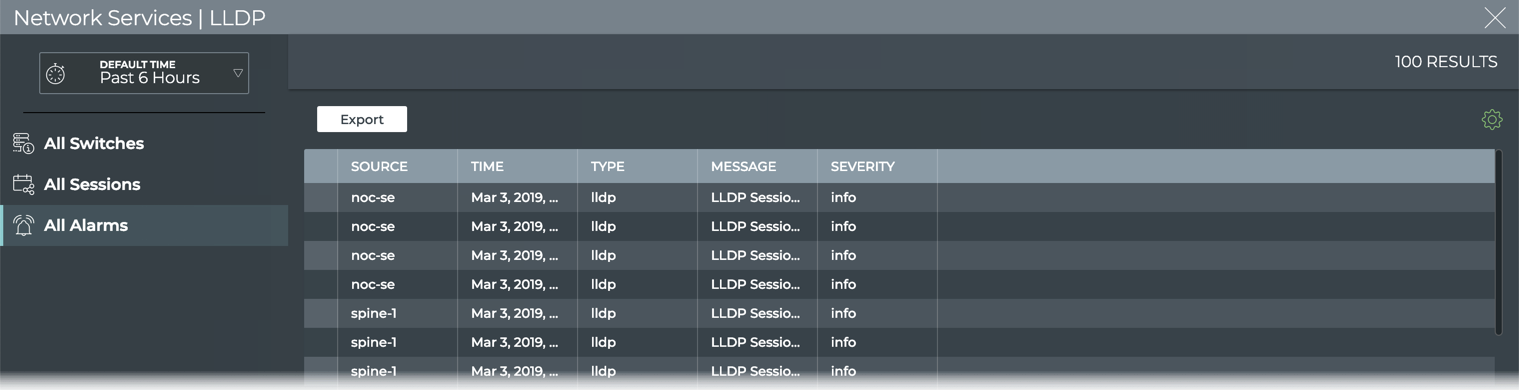 Network Services | LLDP
DEFAULT TIME
Past 6 Hours
100 RESULTS
All Switches
All Sessions
All Alarms
Export
SOURCE TIME TYPE MESSAGE SEVERITY
noc-se Mar 3, 2019, ... lldp LLDP Sessio... info
noc-se Mar 3, 2019, ... lldp LLDP Sessio... info
noc-se Mar 3, 2019, ... lldp LLDP Sessio... info
noc-se Mar 3, 2019, ... lldp LLDP Sessio... info
spine-1 Mar 3, 2019, ... lldp LLDP Sessio... info
spine-1 Mar 3, 2019, ... lldp LLDP Sessio... info
spine-1 Mar 3, 2019, ... lldp LLDP Sessio... info